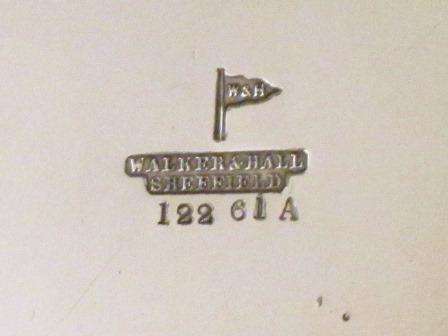 W&H
WALKER & HALL
SHEFFIELD
122 61 A